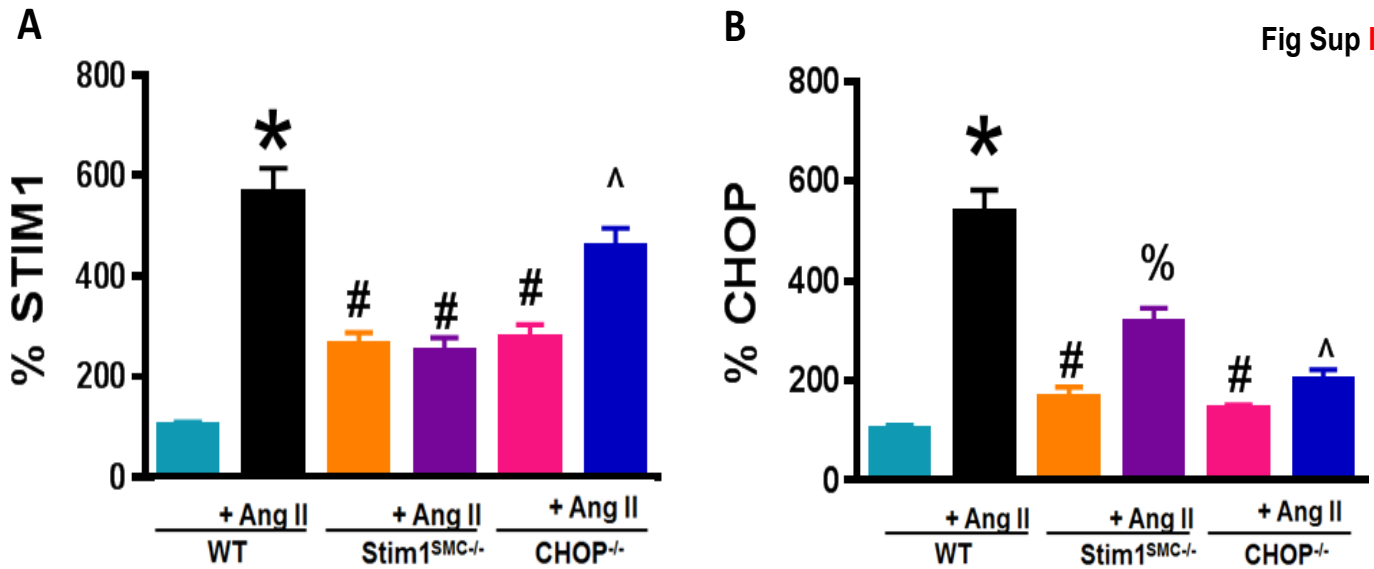 A
B
Fig Sup
% STIM1
800
600
400
200
0
*
#
#
#
^
+ Ang II
+ Ang II
+ Ang II
WT
Stim1SMC-/-
CHOP-/-
% CHOP
800
600
400
200
0
*
#
%
#
^
+ Ang II
+ Ang II
+ Ang II
WT
Stim1SMC-/-
CHOP-/-